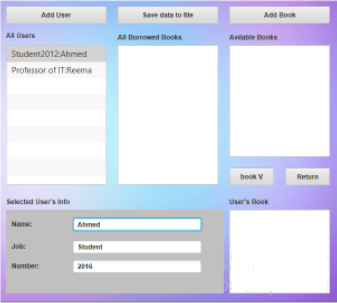 Add User
Save data to file
Add Book
All Users
All Borrowed Books
Avilable Books
Student2012:Ahmed
Professor of IT:Reema
book V
Return
Selected User's Info
User's Book
Name:
Ahmed
Job:
Student
Number:
2016